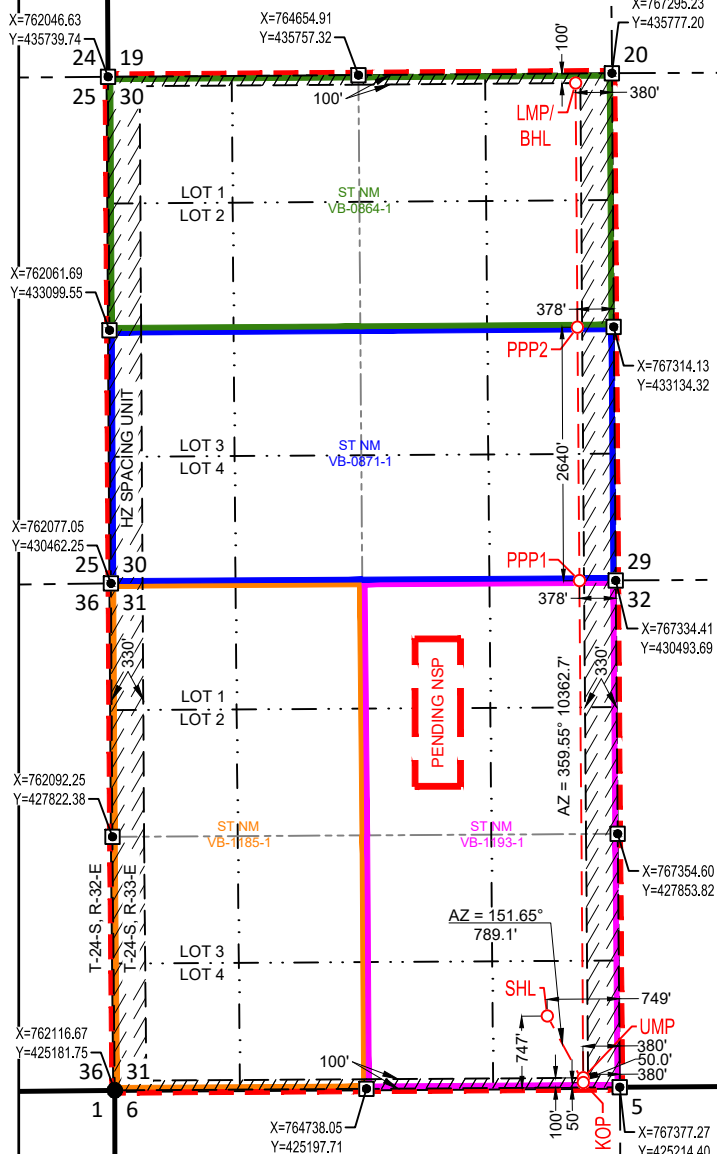 X=762046.63
Y=435739.74
X=764654.91
Y=435757.32
X=767295.23
Y=435777.20
24 19
25 30
20
100'
100'
380'
LMP/
BHL
LOT 1
LOT 2
ST NM
VB-0864-1
X=762061.69
Y=433099.55
378'
PPP2
X=767314.13
Y=433134.32
HZ SPACING UNIT
LOT 3
LOT 4
ST NM
VB-0871-1
2640'
X=762077.05
Y=430462.25
25 30
36 31
PPP1
378'
29
32
X=767334.41
Y=430493.69
330'
330'
LOT 1
LOT 2
PENDING NSP
AZ = 359.55° 10362.7'
X=762092.25
Y=427822.38
ST NM
VB-1185-1
ST NM
VB-1193-1
X=767354.60
Y=427853.82
T-24-S, R-32-E
T-24-S, R-33-E
AZ = 151.65°
789.1'
LOT 3
LOT 4
SHL
749'
747'
UMP
380'
50.0'
380'
X=762116.67
Y=425181.75
36 31
1 6
100'
100'
50'
KOP
5
X=764738.05
Y=425197.71
X=767377.27
Y=425214.40